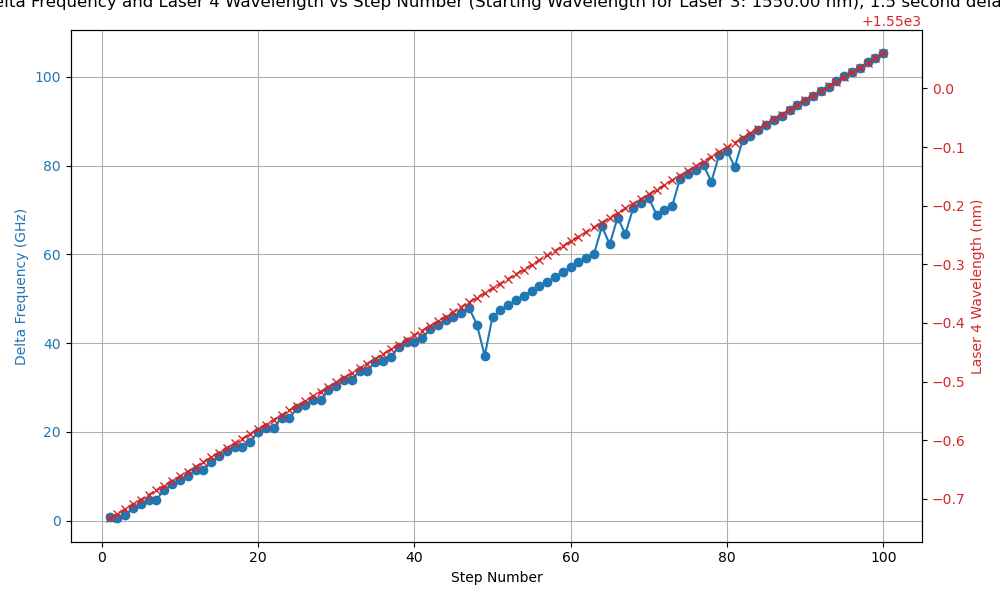 elta Frequency and Laser 4 Wavelength vs Step Number (Starting Wavelength for Laser 3: 1550.00 nm), 1.5 second dela
+1.55e3
Delta Frequency (GHz)
100
80
60
40
20
0
0.0
−0.1
−0.2
−0.3
−0.4
−0.5
−0.6
−0.7
Laser 4 Wavelength (nm)
0 20 40 60 80 100
Step Number